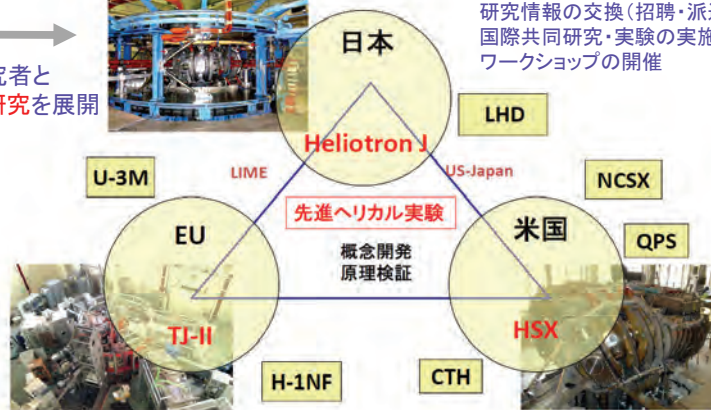 研究情報の交換（招聘・派
国際共同研究・実験の実施
ワークショップの開催
究者と
研究を展開
日本
Heliotron J
LHD
U-3M
LIME
US-Japan
NCSX
先進ヘリカル実験
EU
米国
QPS
概念開発
原理検証
TJ-II
HSX
H-1NF
CTH